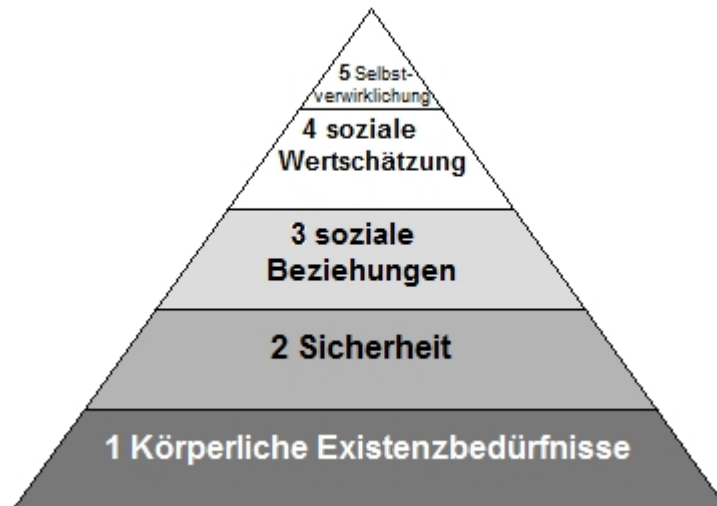 5 Selbst-
verwirklichung
4 soziale
Wertschätzung
3 soziale
Beziehungen
2 Sicherheit
1 Körperliche Existenzbedürfnisse